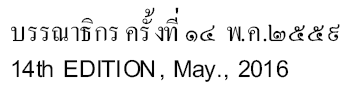 บรรณาธิกร ครั้งที่ ๑๔ พ.ค.๒๕๕๙
14th EDITION, May., 2016